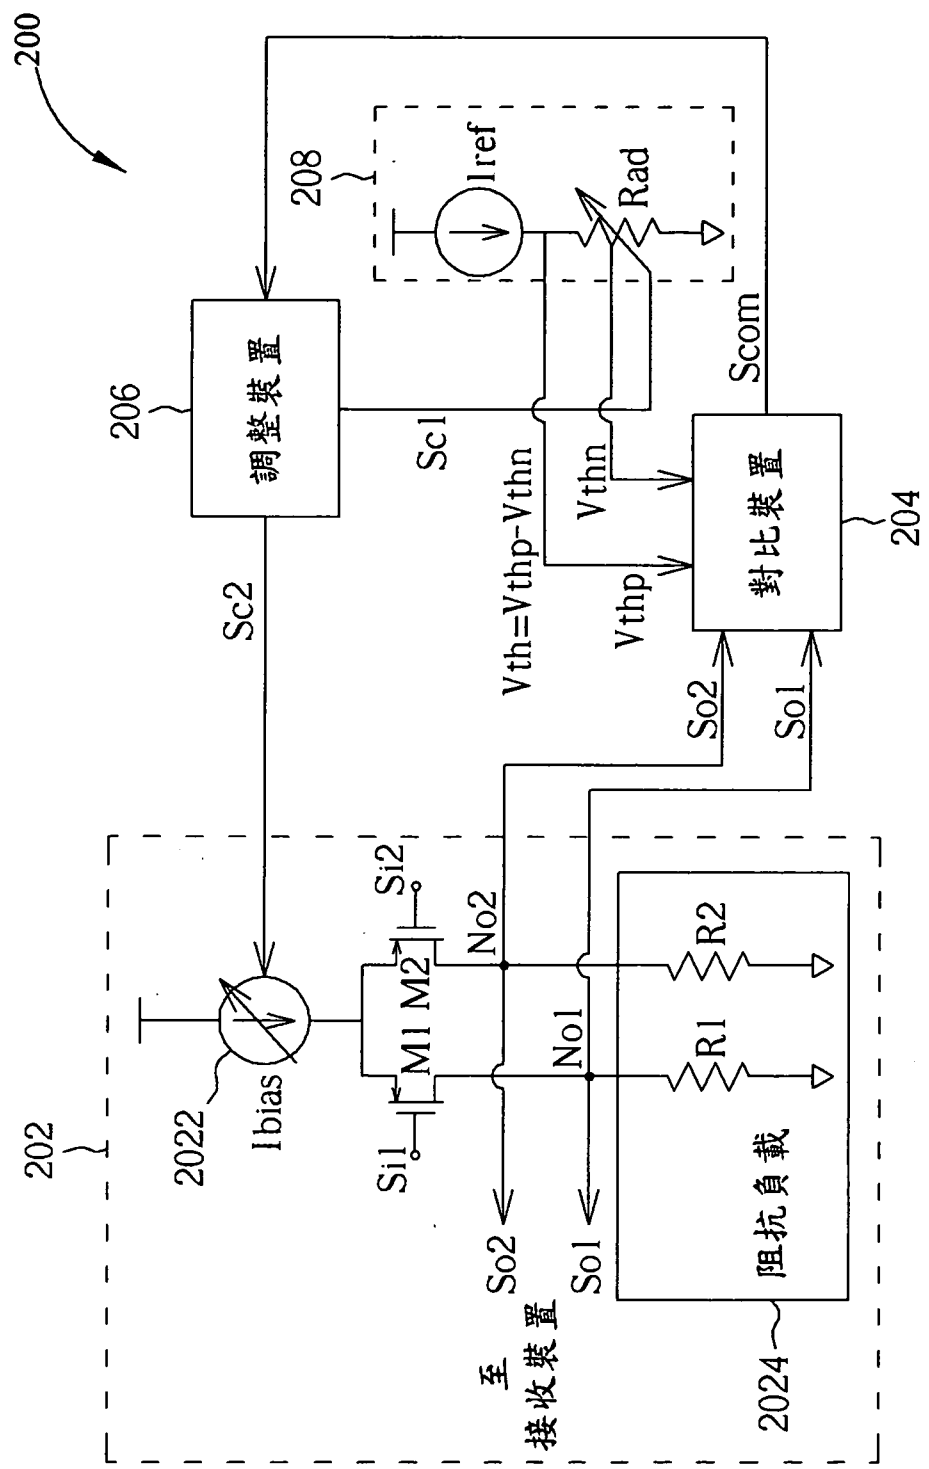 200
202
2022
Ibias
Si1
M1
M2
Si2
No2
No1
So2
So1
至
接收裝置
R1
R2
阻抗負載
2024
Sc2
206
調整裝置
Sc1
208
Iref
Rad
Vth=Vthp-Vthn
Vthn
Vthp
So2
So1
對比裝置
204
Scom